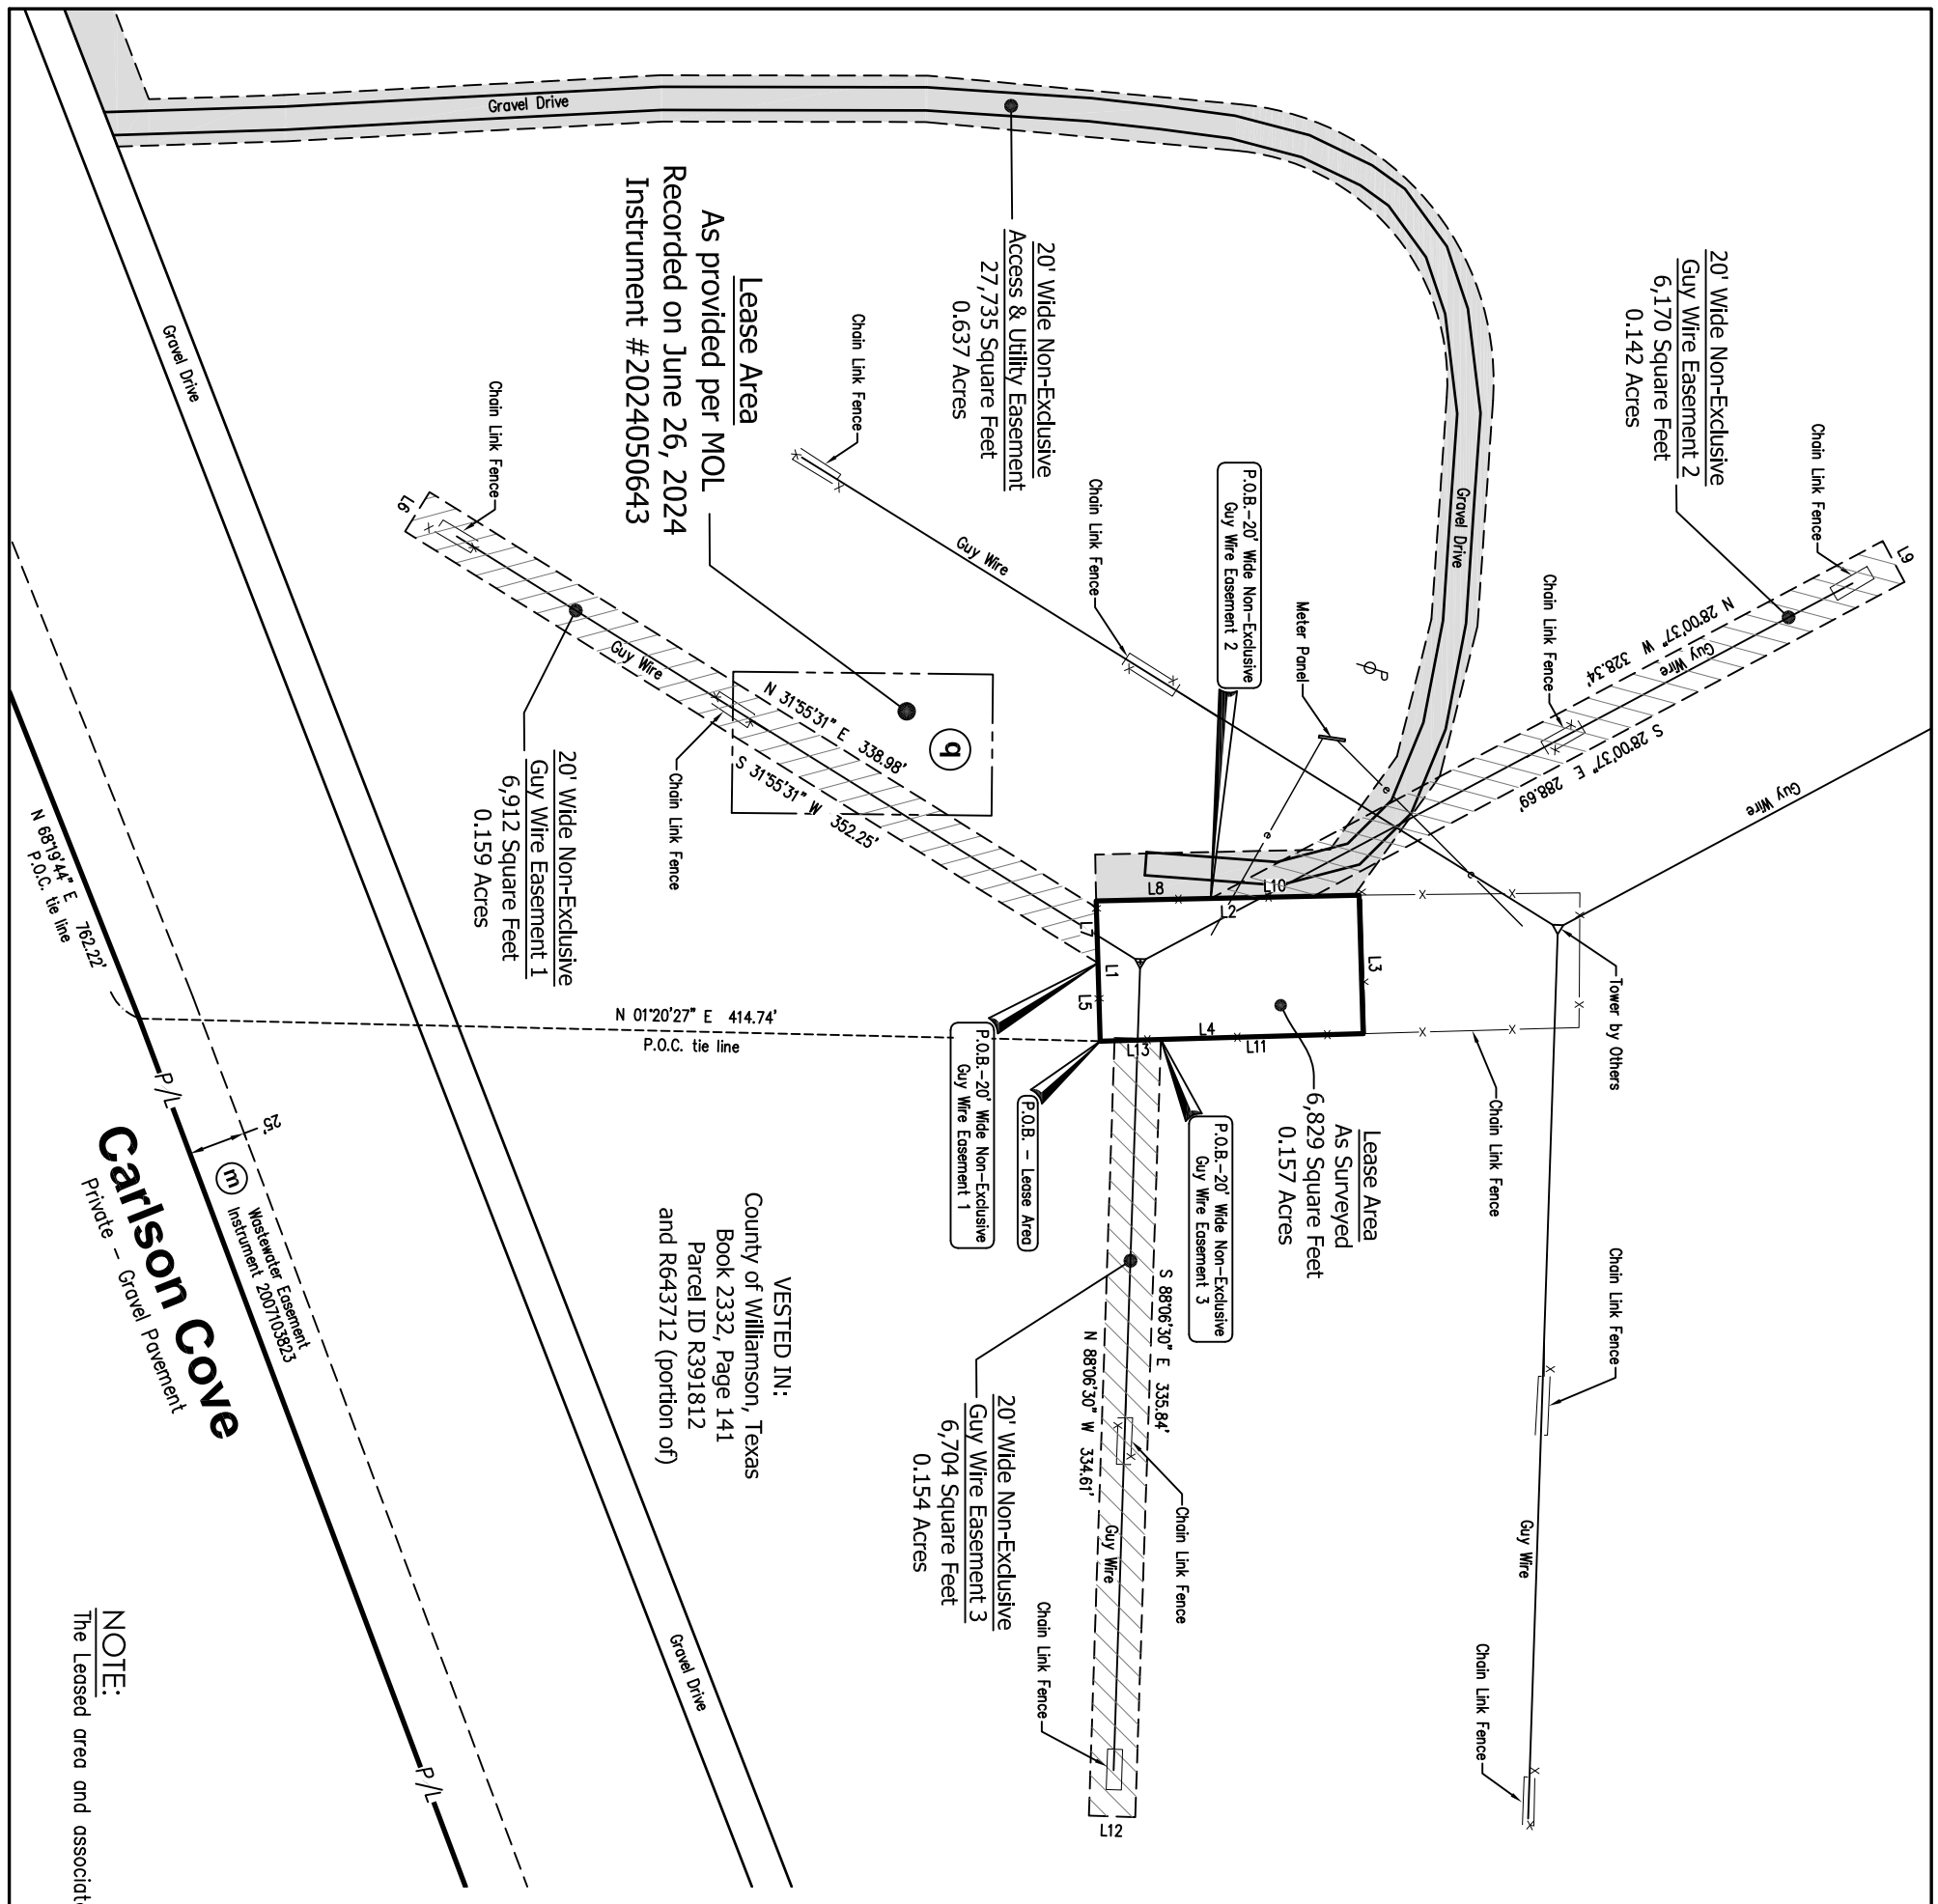 20' Wide Non-Exclusive
Guy Wire Easement 2
6,170 Square Feet
0.142 Acres
Chain Link Fence
L9
N 28°00'37" W 328.34'
Guy Wire
S 28°00'37" E 288.69'
Chain Link Fence
Guy Wire
Gravel Drive
Gravel Drive
20' Wide Non-Exclusive
Access & Utility Easement
27,735 Square Feet
0.637 Acres
Lease Area
As provided per MOL
Recorded on June 26, 2024
Instrument #2024050643
Chain Link Fence
Guy Wire
Chain Link Fence
P.O.B.-20' Wide Non-Exclusive
Guy Wire Easement 2
Meter Panel
P
e
e
e
Gravel Drive
Chain Link Fence
L6
Guy Wire
N 31°55'31" E 338.98'
S 31°55'31" W 352.25'
q
Chain Link Fence
20' Wide Non-Exclusive
Guy Wire Easement 1
6,912 Square Feet
0.159 Acres
L8
L10
L2
L7
L1
L5
L3
L4
L13
L11
Tower by Others
Chain Link Fence
Lease Area
As Surveyed
6,829 Square Feet
0.157 Acres
P.O.B.-20' Wide Non-Exclusive
Guy Wire Easement 3
P.O.B. - Lease Area
P.O.B.-20' Wide Non-Exclusive
Guy Wire Easement 1
N 01°20'27" E 414.74'
P.O.C. tie line
N 68°19'44" E 762.22'
P.O.C. tie line
P/L
25'
m
Wastewater Easement
Instrument 2007103823
Carlson Cove
Private - Gravel Pavement
VESTED IN:
County of Williamson, Texas
Book 2332, Page 141
Parcel ID R391812
and R643712 (portion of)
S 88°06'30" E 335.84'
N 88°06'30" W 334.61'
Guy Wire
Chain Link Fence
20' Wide Non-Exclusive
Guy Wire Easement 3
6,704 Square Feet
0.154 Acres
Chain Link Fence
L12
Chain Link Fence
Guy Wire
Chain Link Fence
Gravel Drive
P/L
NOTE:
The Leased area and associat